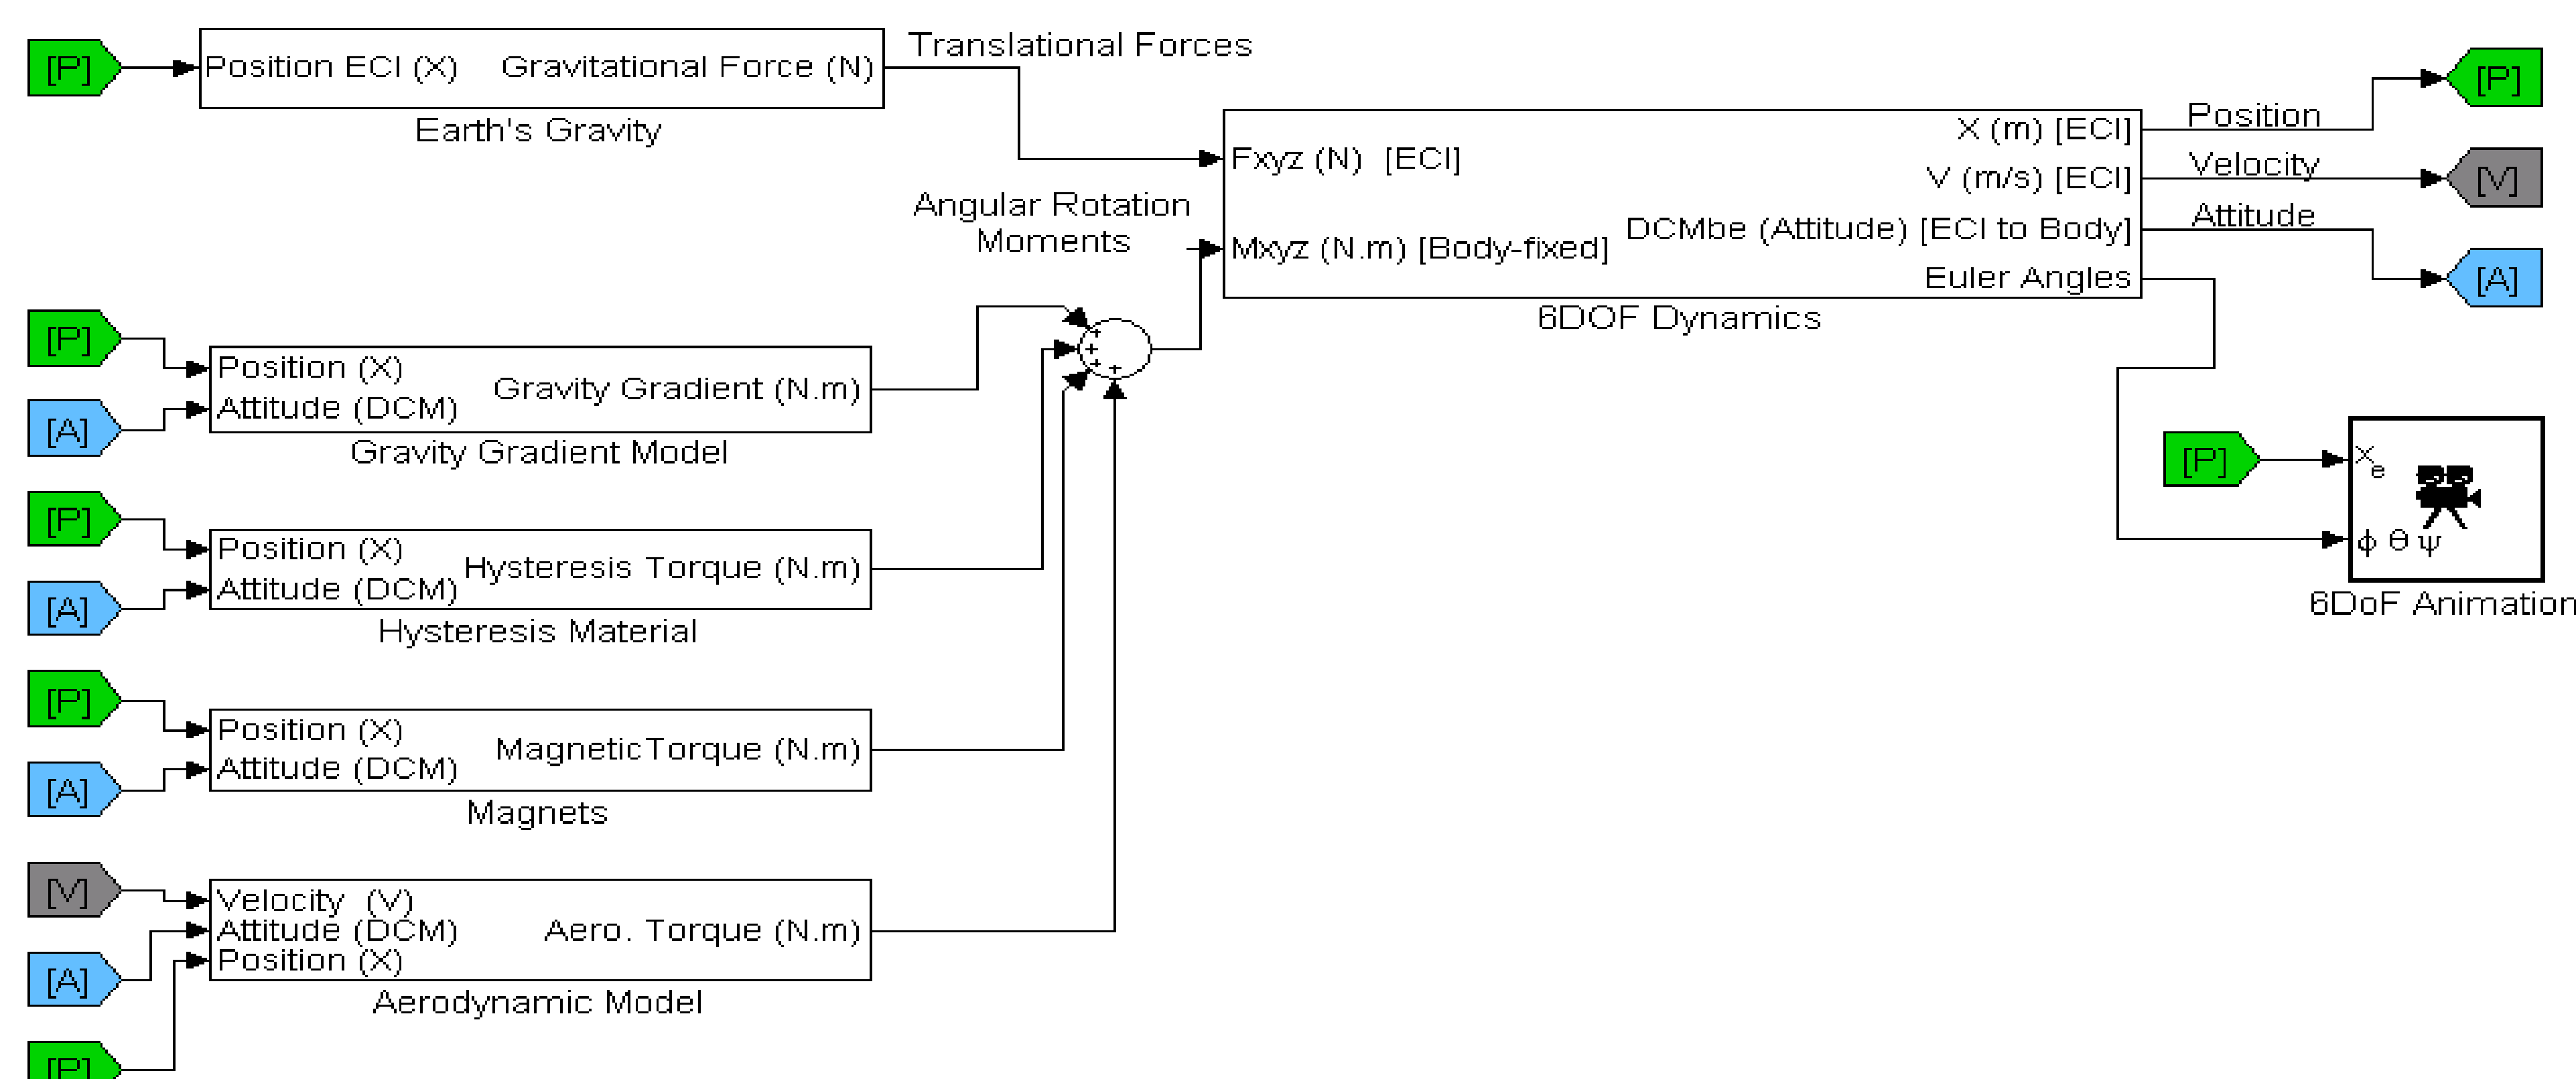 [P]
Position ECI (X)
Gravitational Force (N)
Earth's Gravity
Translational Forces
Angular Rotation
Moments
Fxyz (N) [ECI]
Mxyz (N.m) [Body-fixed]
X (m) [ECI]
V (m/s) [ECI]
DCMbe (Attitude) [ECI to Body]
Euler Angles
6DOF Dynamics
Position
Velocity
Attitude
[P]
[V]
[A]
[P]
[A]
Position (X)
Attitude (DCM)
Gravity Gradient (N.m)
Gravity Gradient Model
+
+
+
+
[P]
xe
ϕ θ ψ
6DoF Animation
[P]
[A]
Position (X)
Attitude (DCM)
Hysteresis Torque (N.m)
Hysteresis Material
[P]
[A]
Position (X)
Attitude (DCM)
MagneticTorque (N.m)
Magnets
[V]
[A]
[P]
Velocity (V)
Attitude (DCM)
Position (X)
Aero. Torque (N.m)
Aerodynamic Model